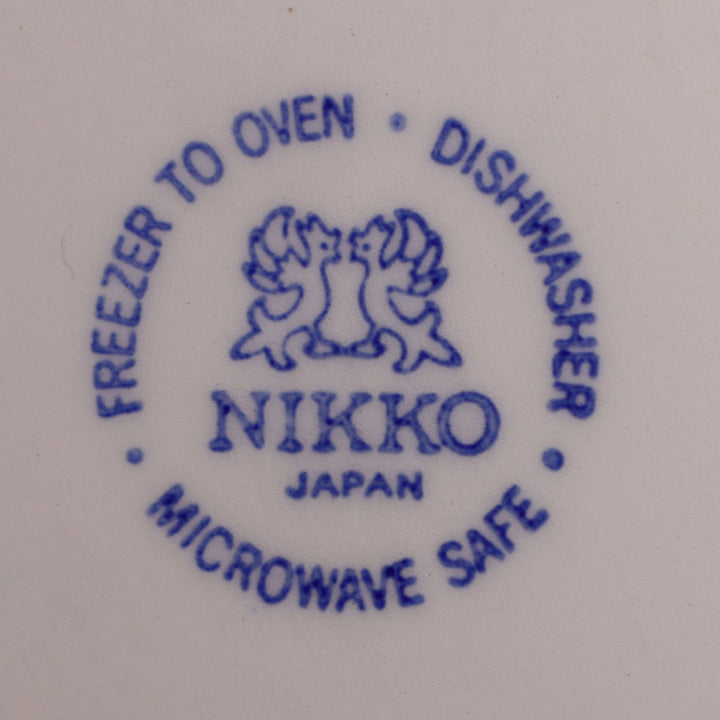 FREEZER TO OVEN • DISHWASHER • MICROWAVE SAFE •
NIKKO
JAPAN